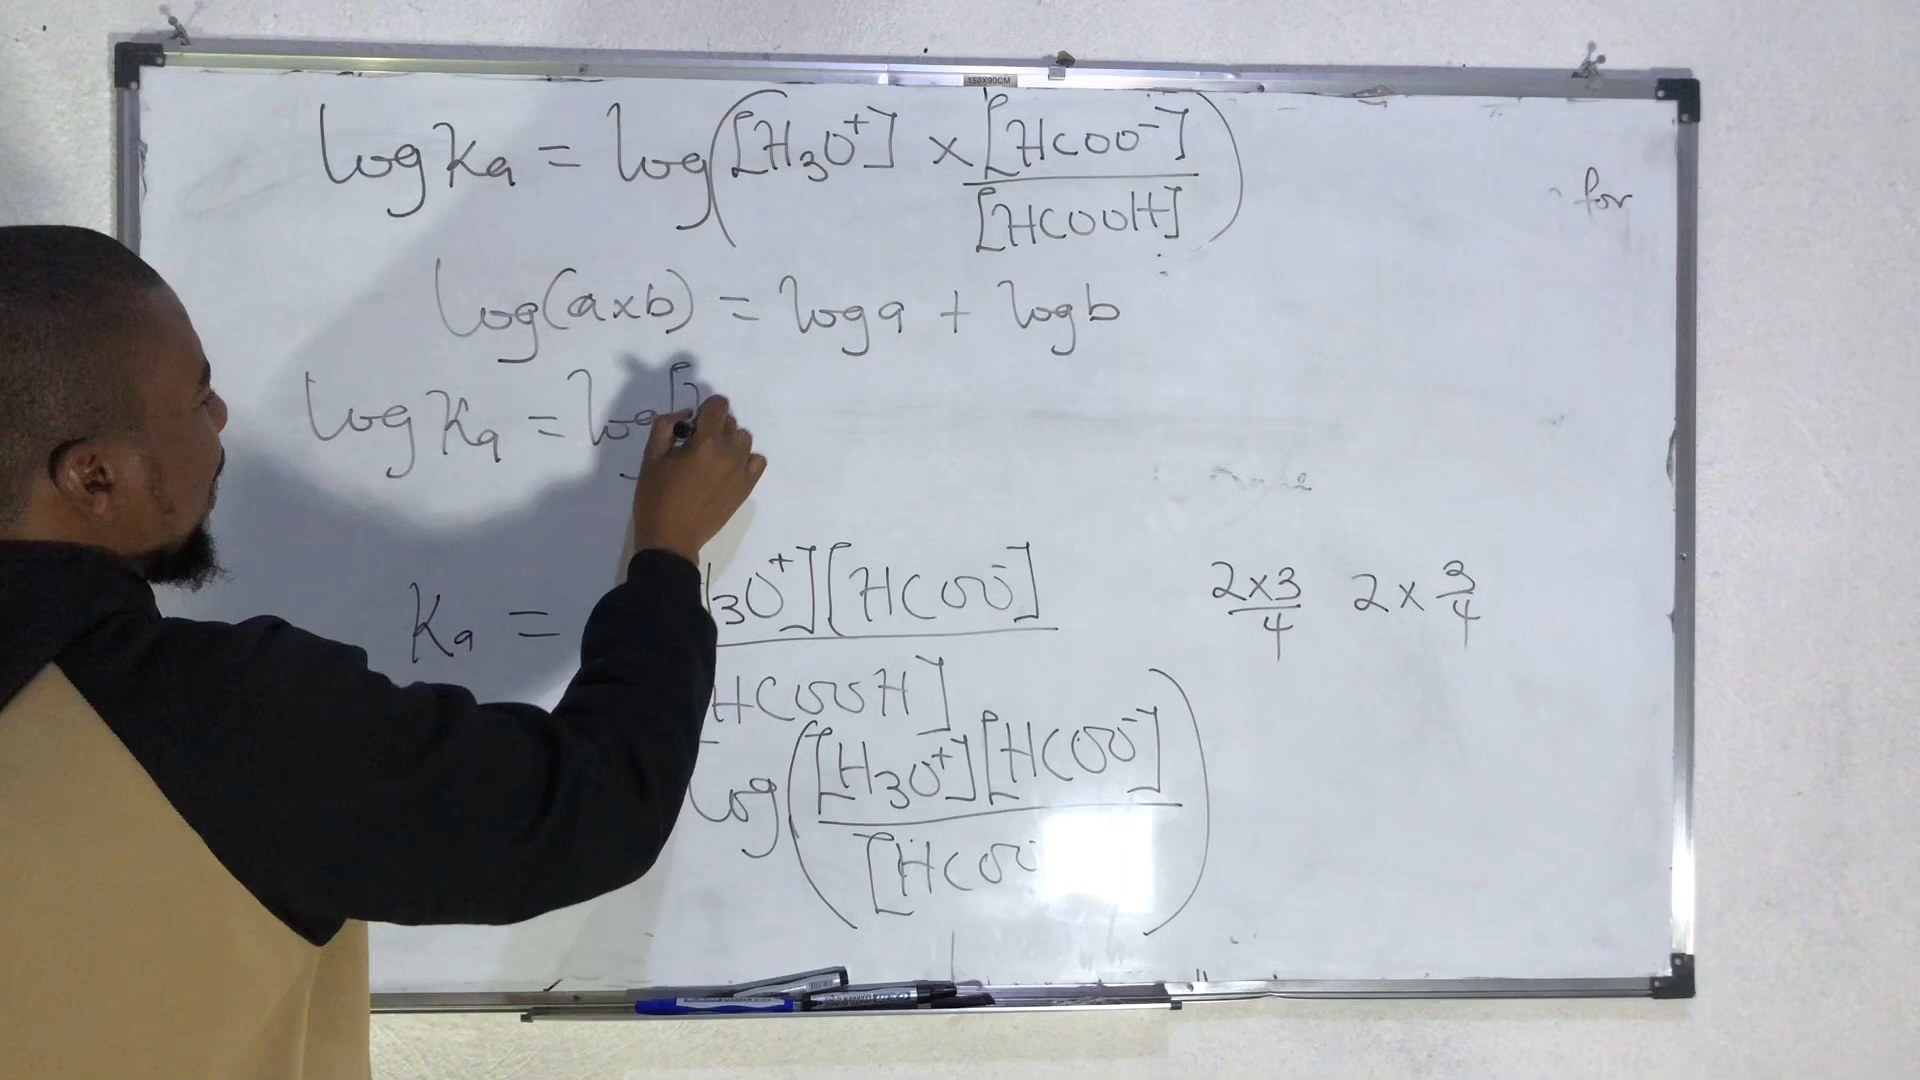 150X90CM
log Ka = log([H₃O⁺] × [HCOO⁻]/[HCOOH])
for
log(a×b) = log a + log b
log Ka = log [
Ka = H₃O⁺][HCOO⁻] / HCOOH]
2×3/4 2 × 3/4
log([H₃O⁺][HCOO⁻]/[HCOO